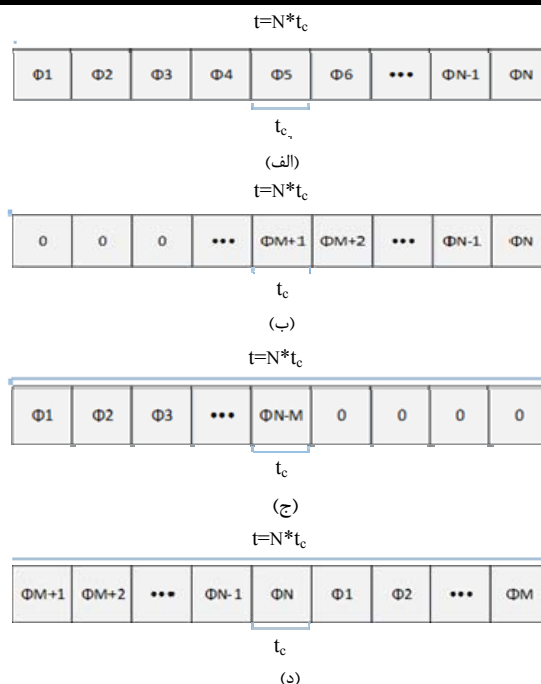 t=N*tc
Φ1 Φ2 Φ3 Φ4 Φ5 Φ6 ••• ΦN-1 ΦN
tc
(الف)
t=N*tc
0 0 0 ••• ΦM+1 ΦM+2 ••• ΦN-1 ΦN
tc
(ب)
t=N*tc
Φ1 Φ2 Φ3 ••• ΦN-M 0 0 0 0
tc
(ج)
t=N*tc
ΦM+1 ΦM+2 ••• ΦN-1 ΦN Φ1 Φ2 ••• ΦM
tc
(د)